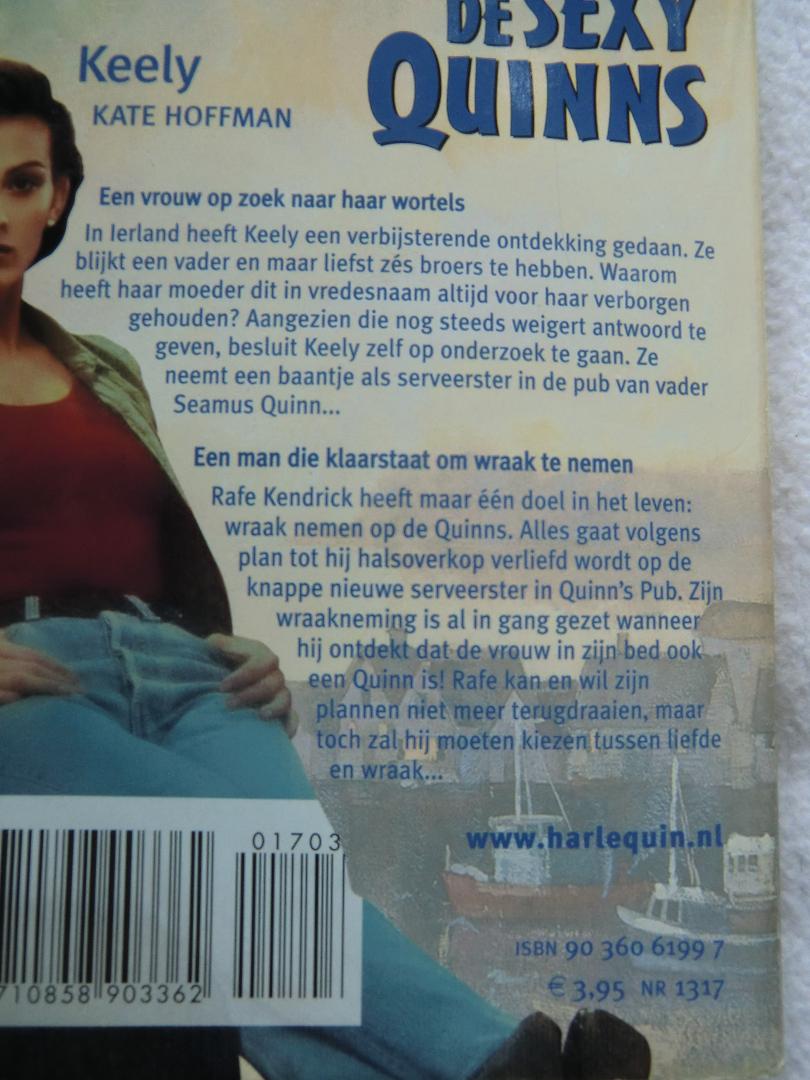 DE SEXY
QUINNS
Keely
KATE HOFFMAN
Een vrouw op zoek naar haar wortels
In Ierland heeft Keely een verbijsterende ontdekking gedaan. Ze
blijkt een vader en maar liefst zés broers te hebben. Waarom
heeft haar moeder dit in vredesnaam altijd voor haar verborgen
gehouden? Aangezien die nog steeds weigert antwoord te
geven, besluit Keely zelf op onderzoek te gaan. Ze
neemt een baantje als serveerster in de pub van vader
Seamus Quinn...
Een man die klaarstaat om wraak te nemen
Rafe Kendrick heeft maar één doel in het leven:
wraak nemen op de Quinns. Alles gaat volgens
plan tot hij halsoverkop verliefd wordt op de
knappe nieuwe serveerster in Quinn's Pub. Zijn
wraakneming is al in gang gezet wanneer
hij ontdekt dat de vrouw in zijn bed ook
een Quinn is! Rafe kan en wil zijn
plannen niet meer terugdraaien, maar
toch zal hij moeten kiezen tussen liefde
en wraak...
01703
www.harlequin.nl
ISBN 90 360 6199 7
€ 3,95 NR 1317
710858 903362